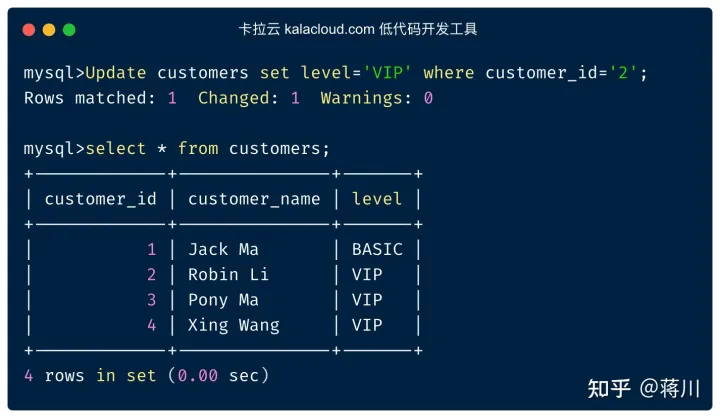 卡拉云 kalacloud.com 低代码开发工具
mysql>Update customers set level='VIP' where customer_id='2';
Rows matched: 1  Changed: 1  Warnings: 0
mysql>select * from customers;
+-------------+---------------+-------+
| customer_id | customer_name | level |
+-------------+---------------+-------+
|           1 | Jack Ma       | BASIC |
|           2 | Robin Li      | VIP   |
|           3 | Pony Ma       | VIP   |
|           4 | Xing Wang     | VIP   |
+-------------+---------------+-------+
4 rows in set (0.00 sec)
知乎 @蒋川